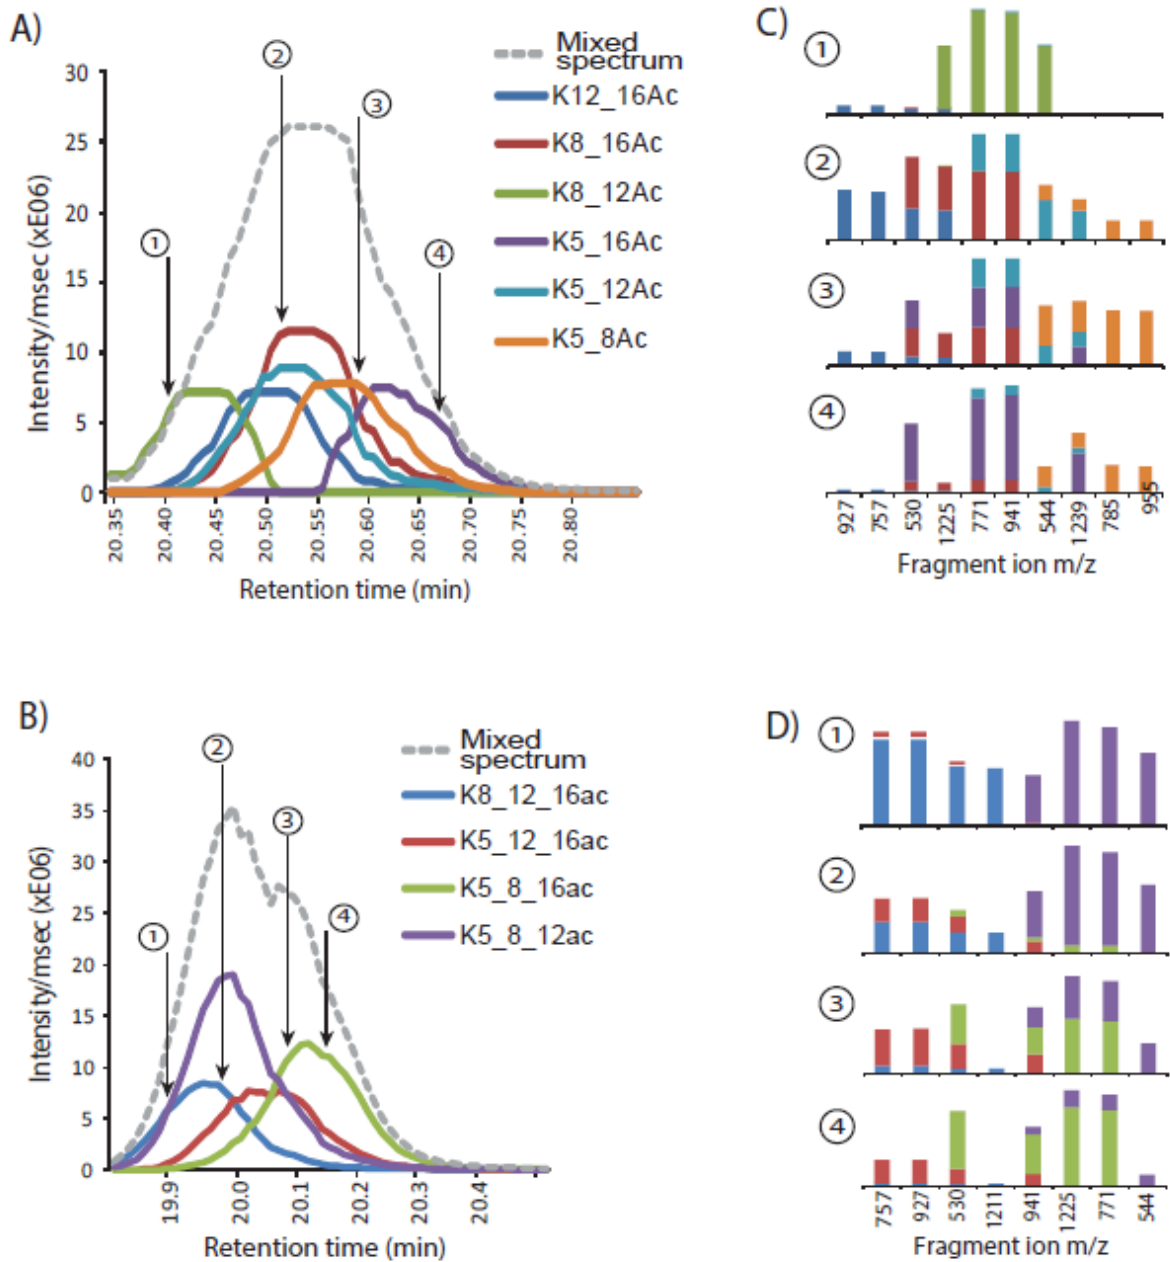 A)
Intensity/msec (xE06)
30
25
20
15
10
5
0
1
2
3
4
Mixed
spectrum
K12_16Ac
K8_16Ac
K8_12Ac
K5_16Ac
K5_12Ac
K5_8Ac
20.35
20.40
20.45
20.50
20.55
20.60
20.65
20.70
20.75
20.80
Retention time (min)
C)
1
2
3
4
927
757
530
1225
771
941
544
1239
785
955
Fragment ion m/z
B)
Intensity/msec (xE06)
40
35
30
25
20
15
10
5
0
1
2
3
4
Mixed
spectrum
K8_12_16ac
K5_12_16ac
K5_8_16ac
K5_8_12ac
19.9
20.0
20.1
20.2
20.3
20.4
Retention time (min)
D)
1
2
3
4
757
927
530
1211
941
1225
771
544
Fragment ion m/z